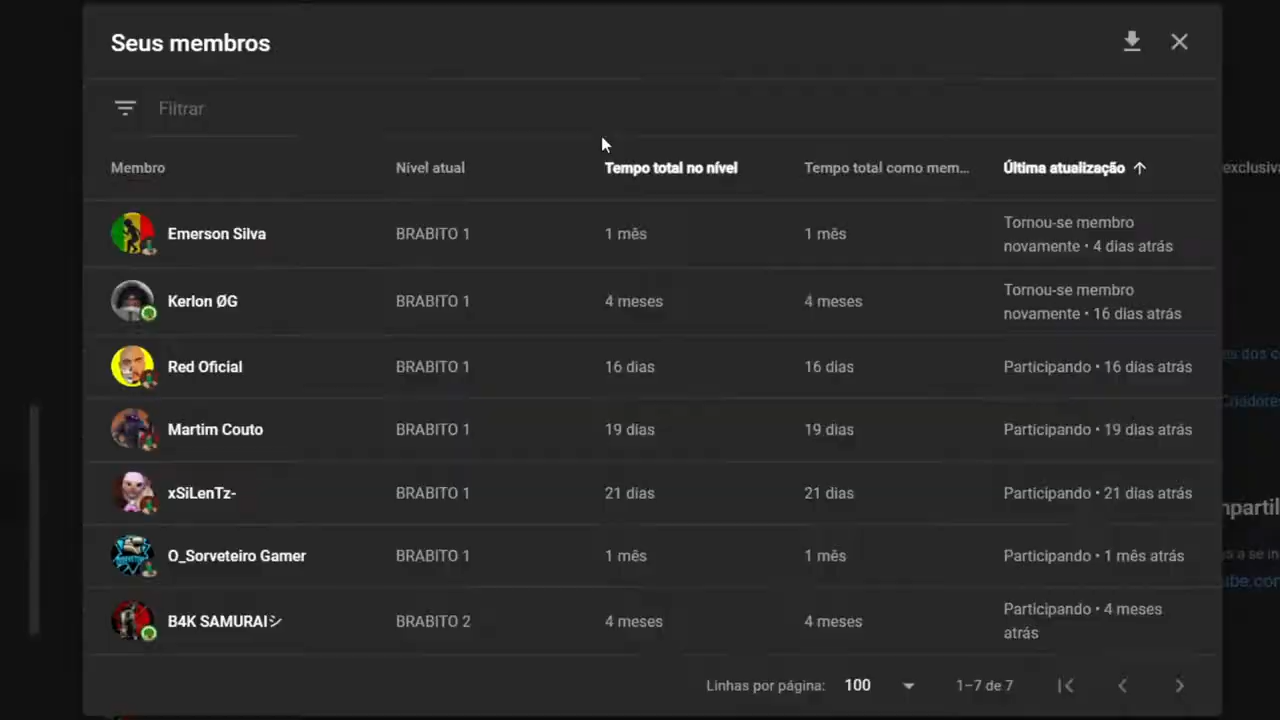 Seus membros
Filtrar
Membro Nível atual Tempo total no nível Tempo total como mem... Última atualização
Emerson Silva BRABITO 1 1 mês 1 mês Tornou-se membro
novamente • 4 dias atrás
Kerlon ØG BRABITO 1 4 meses 4 meses Tornou-se membro
novamente • 16 dias atrás
Red Oficial BRABITO 1 16 dias 16 dias Participando • 16 dias atrás
Martim Couto BRABITO 1 19 dias 19 dias Participando • 19 dias atrás
xSiLenTz- BRABITO 1 21 dias 21 dias Participando • 21 dias atrás
O_Sorveteiro Gamer BRABITO 1 1 mês 1 mês Participando • 1 mês atrás
B4K SAMURAIシ BRABITO 2 4 meses 4 meses Participando • 4 meses
atrás
Linhas por página: 100 1–7 de 7